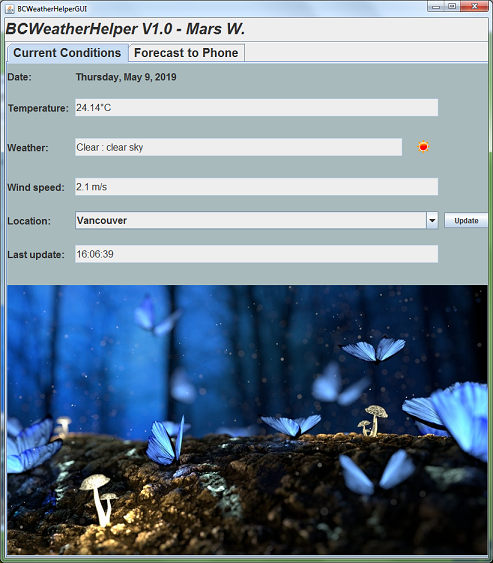 BCWeatherHelperGUI
BCWeatherHelper V1.0 - Mars W.
Current Conditions Forecast to Phone
Date: Thursday, May 9, 2019
Temperature: 24.14°C
Weather: Clear : clear sky
Wind speed: 2.1 m/s
Location: Vancouver Update
Last update: 16:06:39